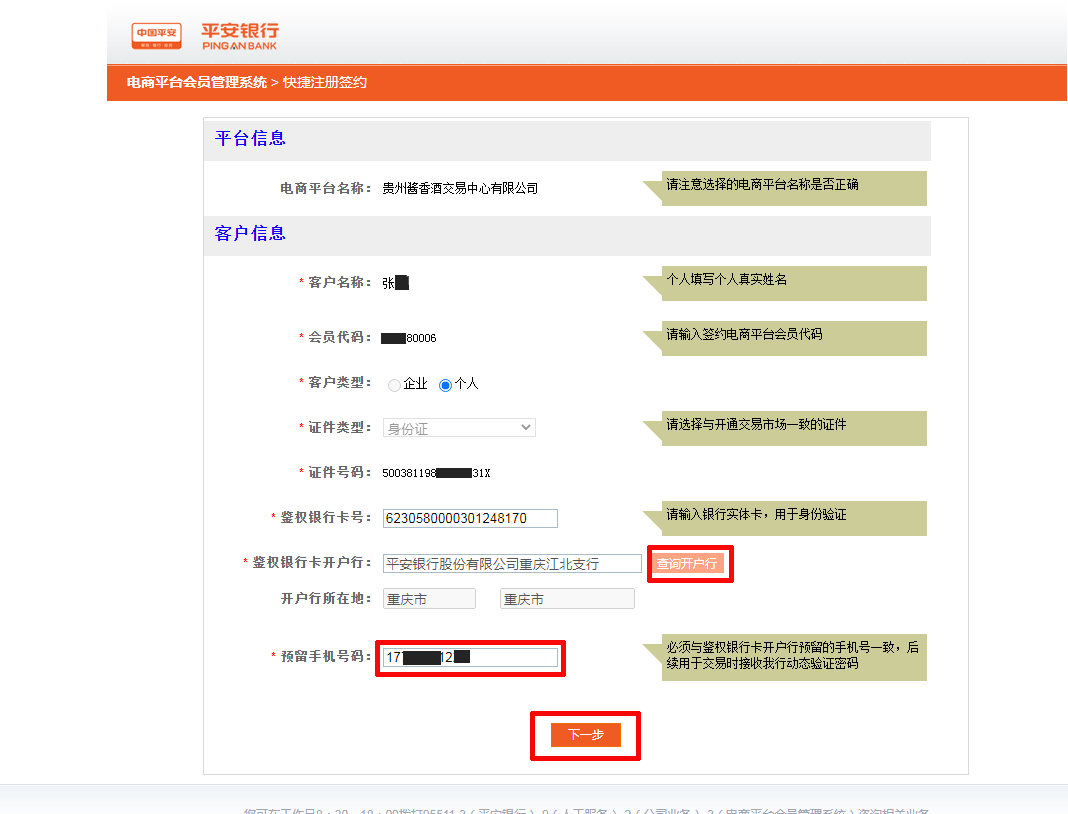 中国平安
平安银行
PINGAN BANK
电商平台会员管理系统 > 快捷注册签约
平台信息
电商平台名称： 贵州酱香酒交易中心有限公司 请注意选择的电商平台名称是否正确
客户信息
* 客户名称： 张 个人填写个人真实姓名
* 会员代码： 80006 请输入签约电商平台会员代码
* 客户类型： 企业 个人
* 证件类型： 身份证 请选择与开通交易市场一致的证件
* 证件号码： 500381198 31X
* 鉴权银行卡号： 6230580000301248170 请输入银行实体卡，用于身份验证
* 鉴权银行卡开户行： 平安银行股份有限公司重庆江北支行 查询开户行
开户行所在地： 重庆市 重庆市
* 预留手机号码： 17 12 必须与鉴权银行卡开户行预留的手机号一致，后
续用于交易时接收我行动态验证密码
下一步